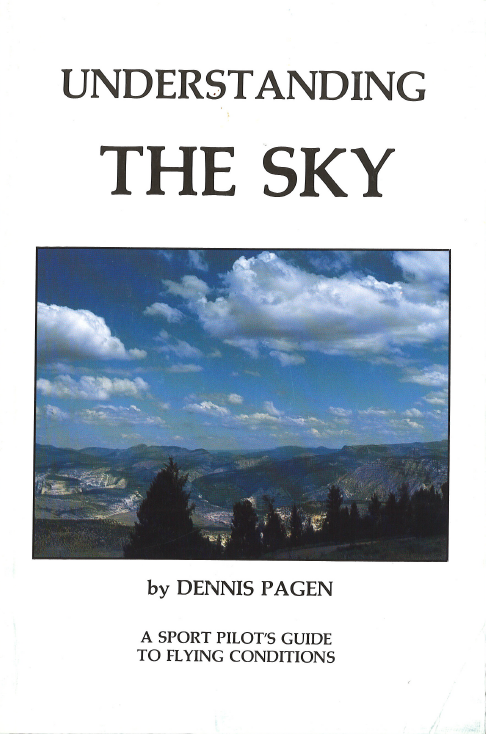 UNDERSTANDING
THE SKY
by DENNIS PAGEN
A SPORT PILOT'S GUIDE
TO FLYING CONDITIONS